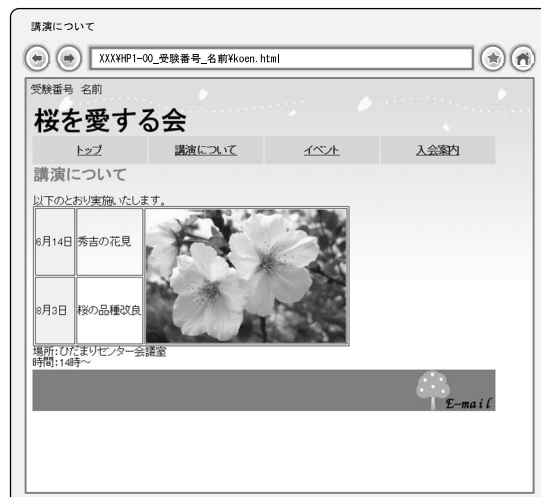 講演について
XXX¥HP1-00_受験番号_名前¥koen.html
受験番号 名前
桜を愛する会
トップ 講演について イベント 入会案内
講演について
以下のとおり実施いたします。
6月14日 秀吉の花見
8月3日 桜の品種改良
場所:ひだまりセンター会議室
時間:14時～
E-mail